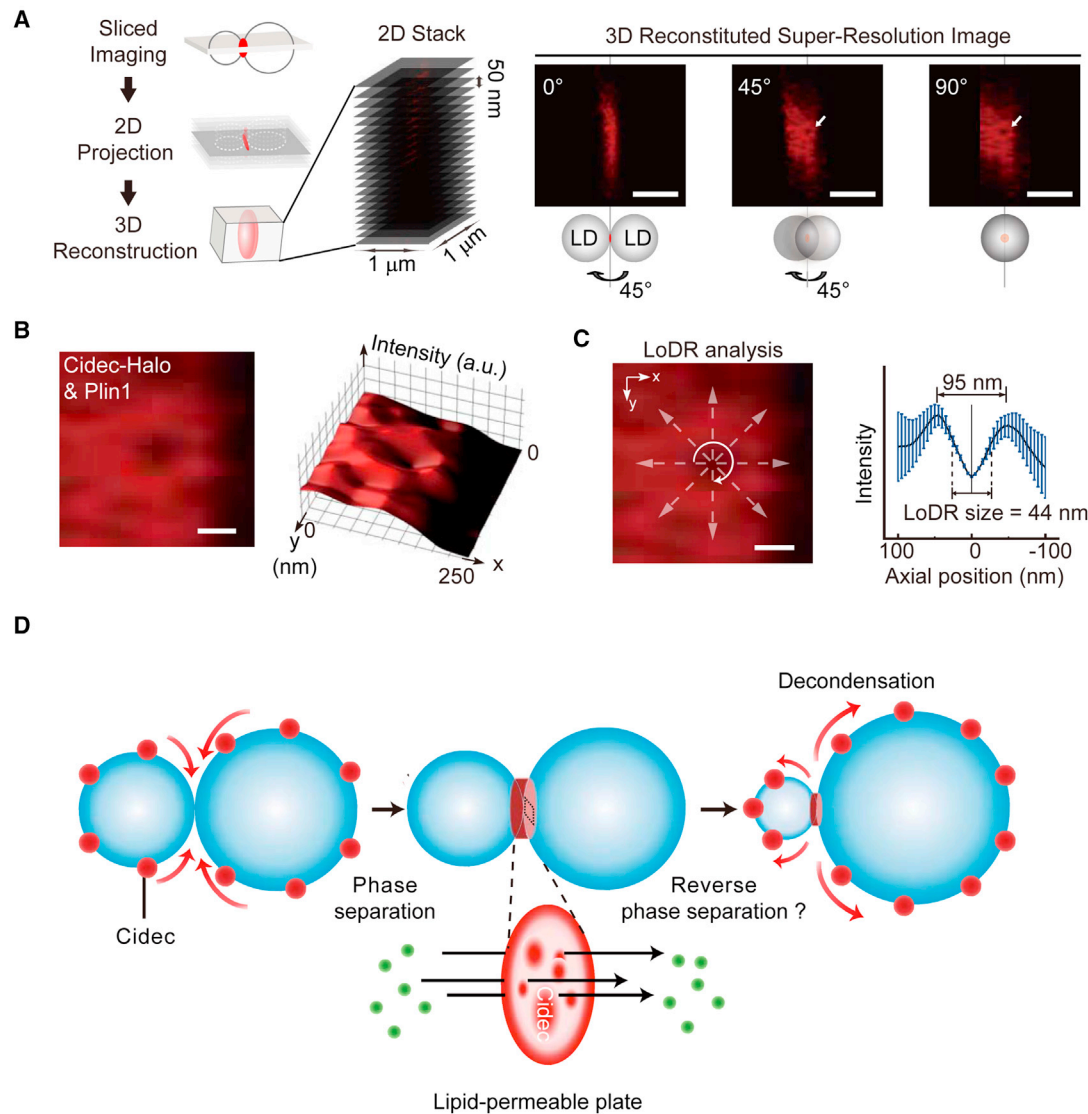 A
Sliced
Imaging
2D
Projection
3D
Reconstruction
2D Stack
50 nm
1 μm
1 μm
3D Reconstituted Super-Resolution Image
0°
45°
90°
LD
LD
45°
45°
B
Cidec-Halo
& Plin1
Intensity (a.u.)
0
0
y
(nm)
250
x
C
LoDR analysis
x
y
95 nm
Intensity
LoDR size = 44 nm
100
0
-100
Axial position (nm)
D
Decondensation
Cidec
Phase
separation
Reverse
phase separation ?
Cidec
Lipid-permeable plate